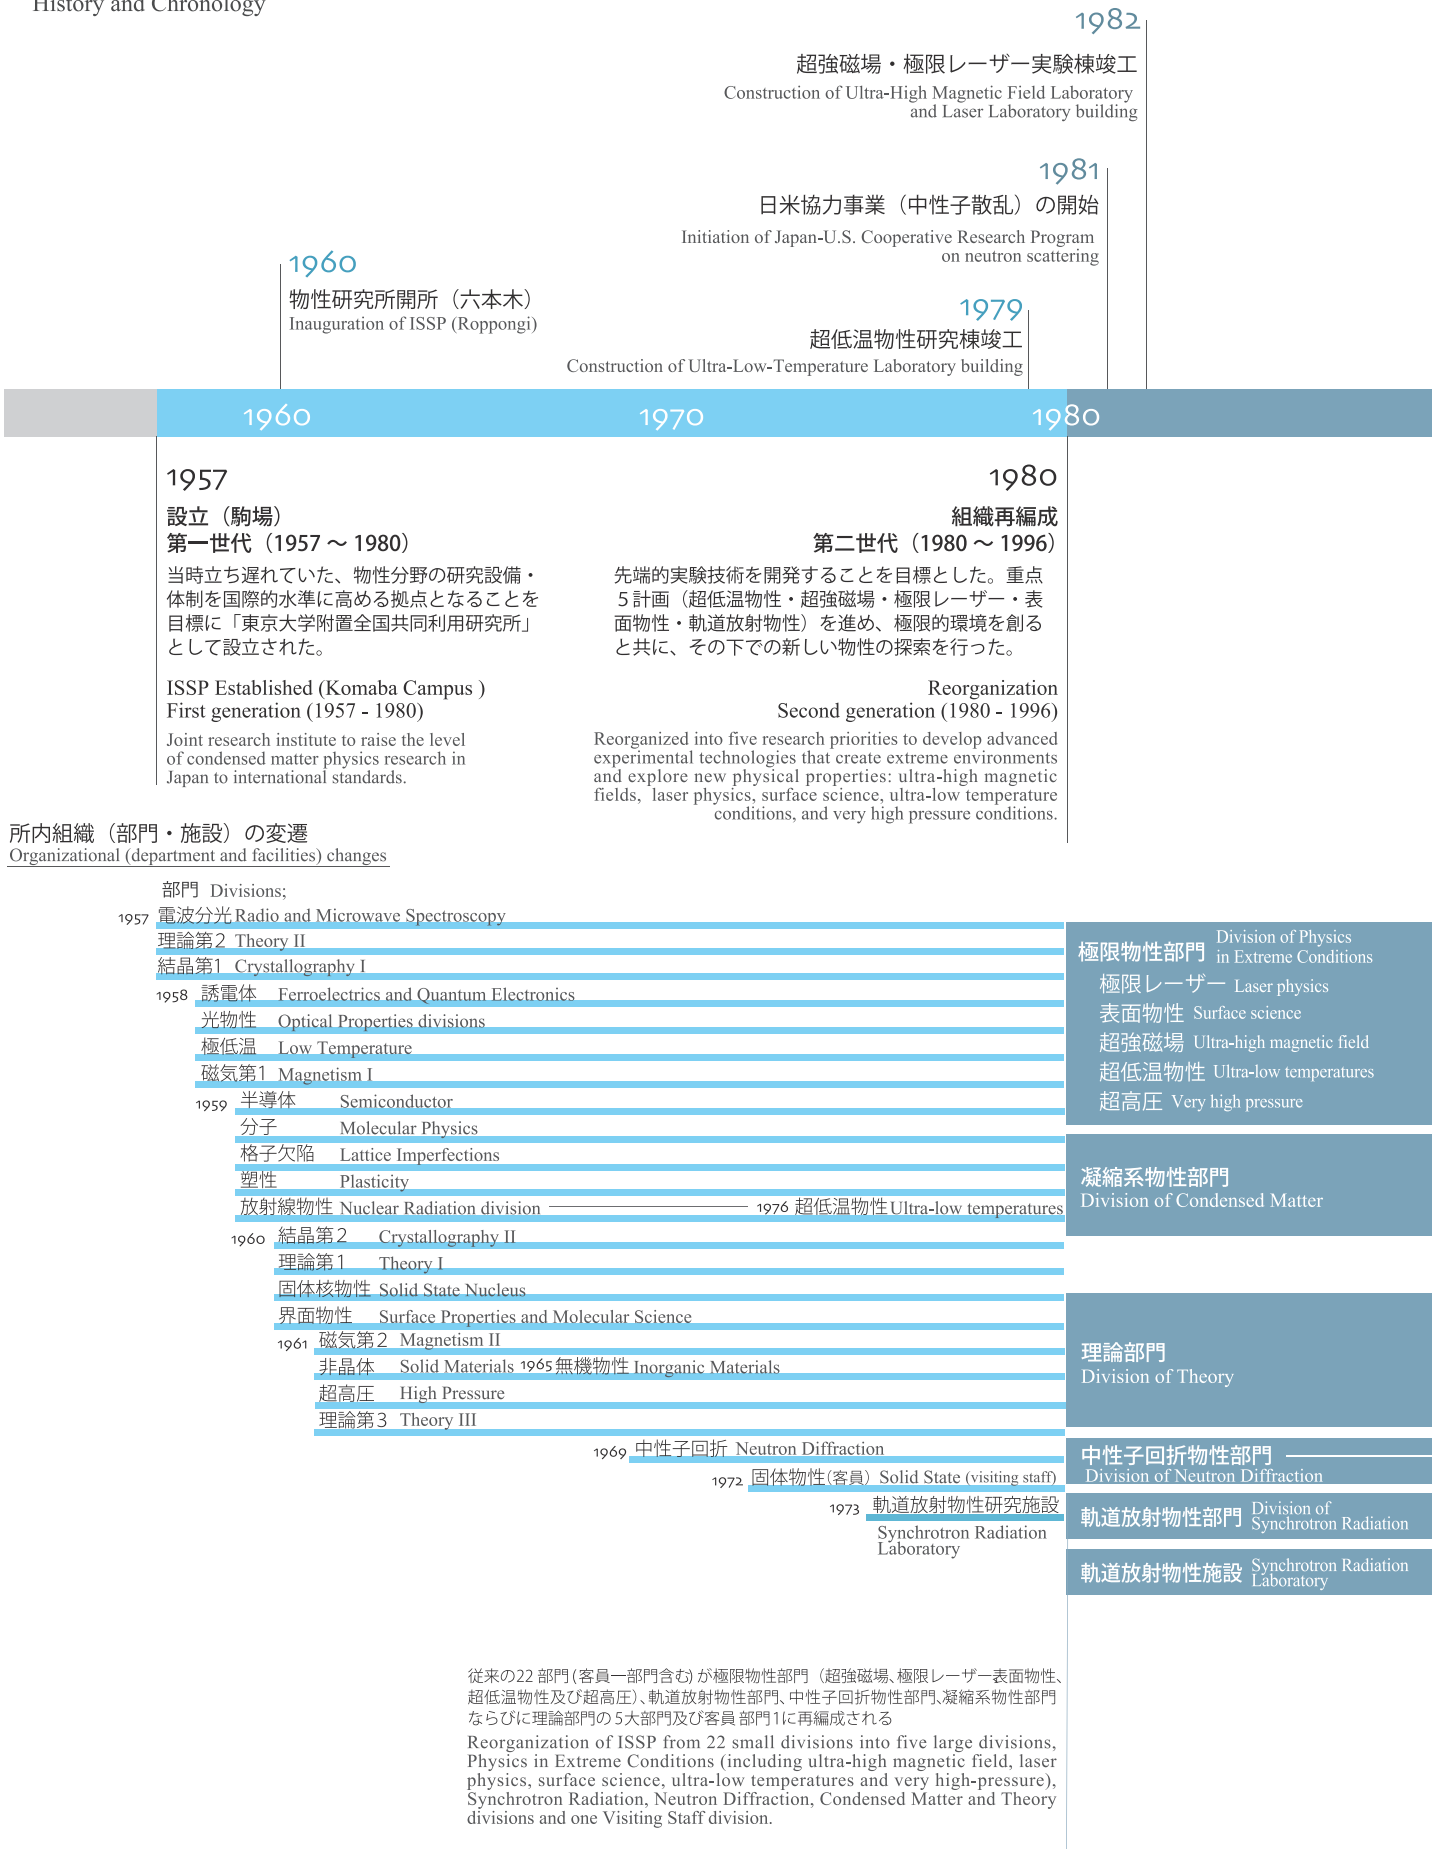 History and Chronology
1982
超強磁場・極限レーザー実験棟竣工
Construction of Ultra-High Magnetic Field Laboratory
and Laser Laboratory building
1981
日米協力事業（中性子散乱）の開始
Initiation of Japan-U.S. Cooperative Research Program
on neutron scattering
1960
物性研究所開所（六本木）
Inauguration of ISSP (Roppongi)
1979
超低温物性研究棟竣工
Construction of Ultra-Low-Temperature Laboratory building
1960 1970 1980
1957
設立（駒場）
第一世代（1957 ～ 1980）
当時立ち遅れていた、物性分野の研究設備・
体制を国際的水準に高める拠点となることを
目標に「東京大学附置全国共同利用研究所」
として設立された。
ISSP Established (Komaba Campus )
First generation (1957 - 1980)
Joint research institute to raise the level
of condensed matter physics research in
Japan to international standards.
1980
組織再編成
第二世代（1980 ～ 1996）
先端的実験技術を開発することを目標とした。重点
５計画（超低温物性・超強磁場・極限レーザー・表
面物性・軌道放射物性）を進め、極限的環境を創る
と共に、その下での新しい物性の探索を行った。
Reorganization
Second generation (1980 - 1996)
Reorganized into five research priorities to develop advanced
experimental technologies that create extreme environments
and explore new physical properties: ultra-high magnetic
fields, laser physics, surface science, ultra-low temperature
conditions, and very high pressure conditions.
所内組織（部門・施設）の変遷
Organizational (department and facilities) changes
部門 Divisions;
1957 電波分光 Radio and Microwave Spectroscopy
理論第２ Theory II
結晶第1 Crystallography I
1958 誘電体 Ferroelectrics and Quantum Electronics
光物性 Optical Properties divisions
極低温 Low Temperature
磁気第1 Magnetism I
1959 半導体 Semiconductor
分子 Molecular Physics
格子欠陥 Lattice Imperfections
塑性 Plasticity
放射線物性 Nuclear Radiation division 1976 超低温物性 Ultra-low temperatures
1960 結晶第２ Crystallography II
理論第１ Theory I
固体核物性 Solid State Nucleus
界面物性 Surface Properties and Molecular Science
1961 磁気第２ Magnetism II
非晶体 Solid Materials 1965 無機物性 Inorganic Materials
超高圧 High Pressure
理論第３ Theory III
1969 中性子回折 Neutron Diffraction
1972 固体物性（客員） Solid State (visiting staff)
1973 軌道放射物性研究施設
Synchrotron Radiation
Laboratory
極限物性部門 Division of Physics
in Extreme Conditions
極限レーザー Laser physics
表面物性 Surface science
超強磁場 Ultra-high magnetic field
超低温物性 Ultra-low temperatures
超高圧 Very high pressure
凝縮系物性部門
Division of Condensed Matter
理論部門
Division of Theory
中性子回折物性部門
Division of Neutron Diffraction
軌道放射物性部門 Division of
Synchrotron Radiation
軌道放射物性施設 Synchrotron Radiation
Laboratory
従来の22 部門（客員一部門含む）が極限物性部門（超強磁場、極限レーザー表面物性、
超低温物性及び超高圧）、軌道放射物性部門、中性子回折物性部門、凝縮系物性部門
ならびに理論部門の５大部門及び客員部門1に再編成される
Reorganization of ISSP from 22 small divisions into five large divisions,
Physics in Extreme Conditions (including ultra-high magnetic field, laser
physics, surface science, ultra-low temperatures and very high-pressure),
Synchrotron Radiation, Neutron Diffraction, Condensed Matter and Theory
divisions and one Visiting Staff division.